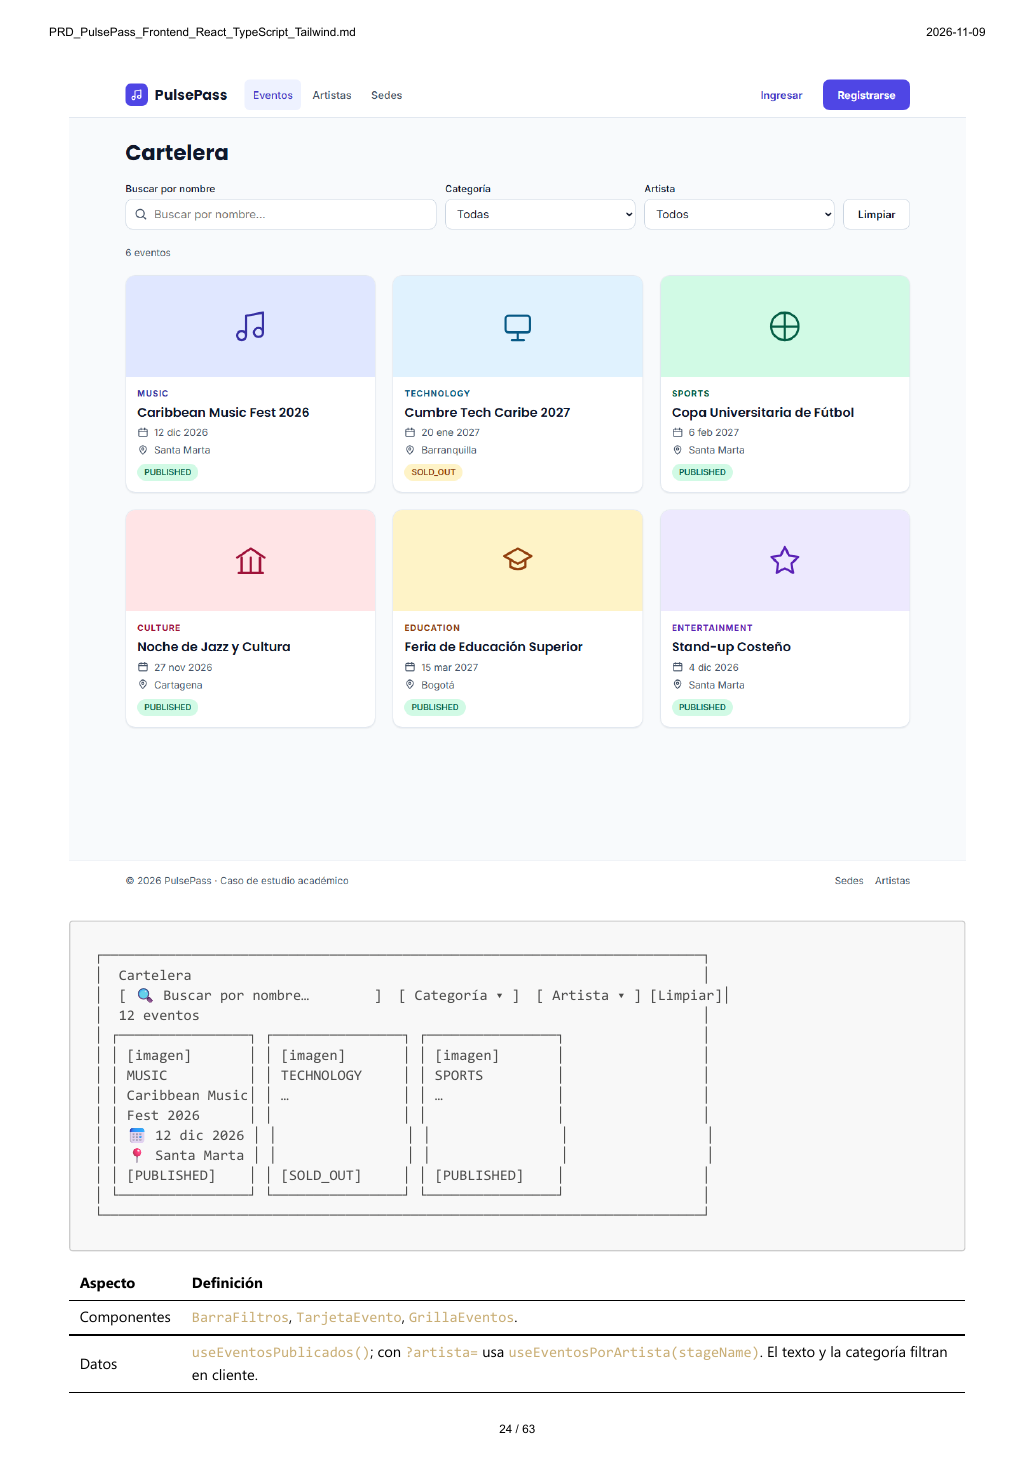 PRD_PulsePass_Frontend_React_TypeScript_Tailwind.md 2026-11-09
PulsePass Eventos Artistas Sedes Ingresar Registrarse
Cartelera
Buscar por nombre Categoría Artista
Buscar por nombre... Todas Todos Limpiar
6 eventos
MUSIC TECHNOLOGY SPORTS
Caribbean Music Fest 2026 Cumbre Tech Caribe 2027 Copa Universitaria de Fútbol
12 dic 2026 20 ene 2027 6 feb 2027
Santa Marta Barranquilla Santa Marta
PUBLISHED SOLD_OUT PUBLISHED
CULTURE EDUCATION ENTERTAINMENT
Noche de Jazz y Cultura Feria de Educación Superior Stand-up Costeño
27 nov 2026 15 mar 2027 4 dic 2026
Cartagena Bogotá Santa Marta
PUBLISHED PUBLISHED PUBLISHED
© 2026 PulsePass · Caso de estudio académico Sedes Artistas
Cartelera
[ 🔍 Buscar por nombre… ] [ Categoría ▾ ] [ Artista ▾ ] [Limpiar]
12 eventos
[imagen] [imagen] [imagen]
MUSIC TECHNOLOGY SPORTS
Caribbean Music … …
Fest 2026
📅 12 dic 2026
📍 Santa Marta
[PUBLISHED] [SOLD_OUT] [PUBLISHED]
Aspecto Definición
Componentes BarraFiltros, TarjetaEvento, GrillaEventos.
Datos useEventosPublicados(); con ?artista= usa useEventosPorArtista(stageName). El texto y la categoría filtran
en cliente.
24 / 63